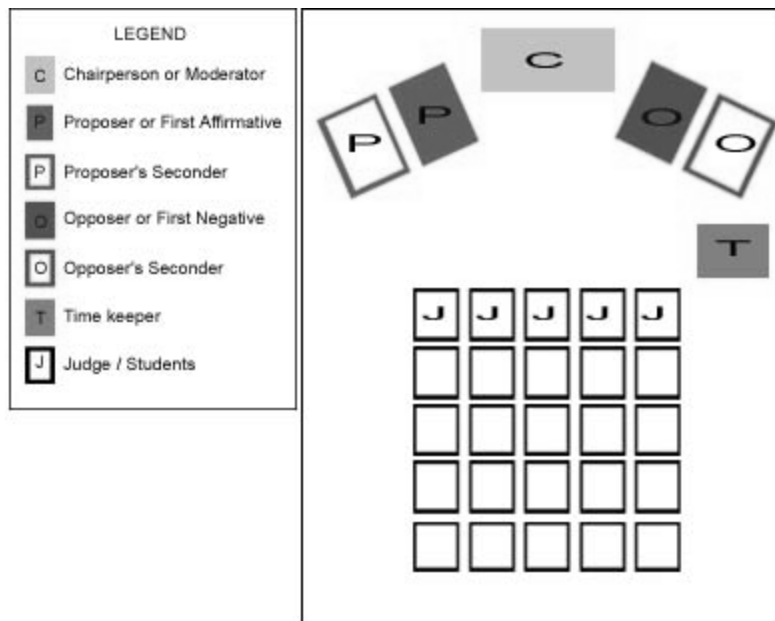 LEGEND
C Chairperson or Moderator
P Proposer or First Affirmative
P Proposer's Seconder
O Opposer or First Negative
O Opposer's Seconder
T Time keeper
J Judge / Students
C
P P O O
T
J J J J J